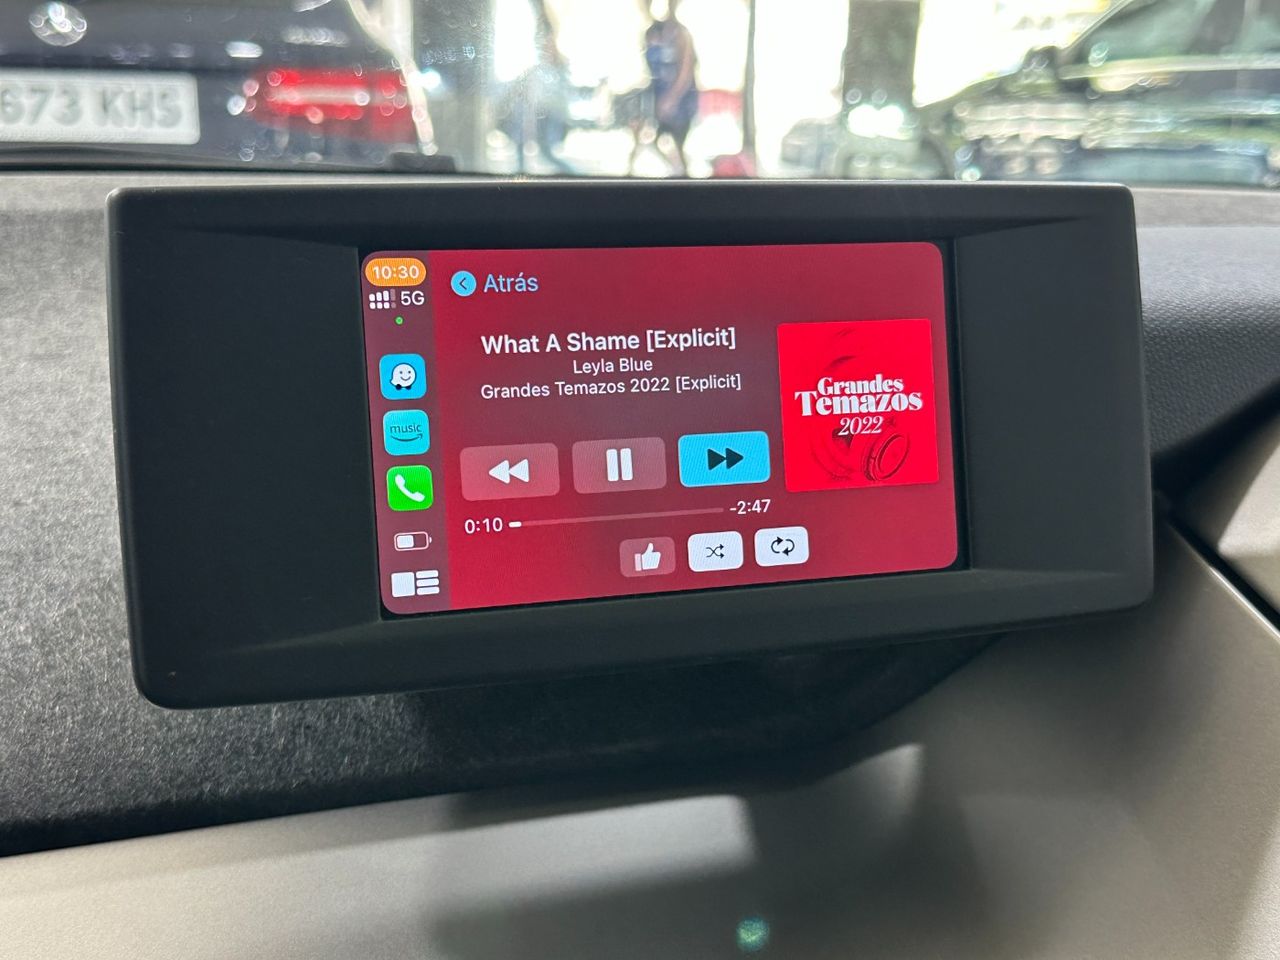 673 KHS
10:30
5G
Atrás
What A Shame [Explicit]
Leyla Blue
Grandes Temazos 2022 [Explicit]
music
0:10
-2:47
Grandes
Temazos
2022